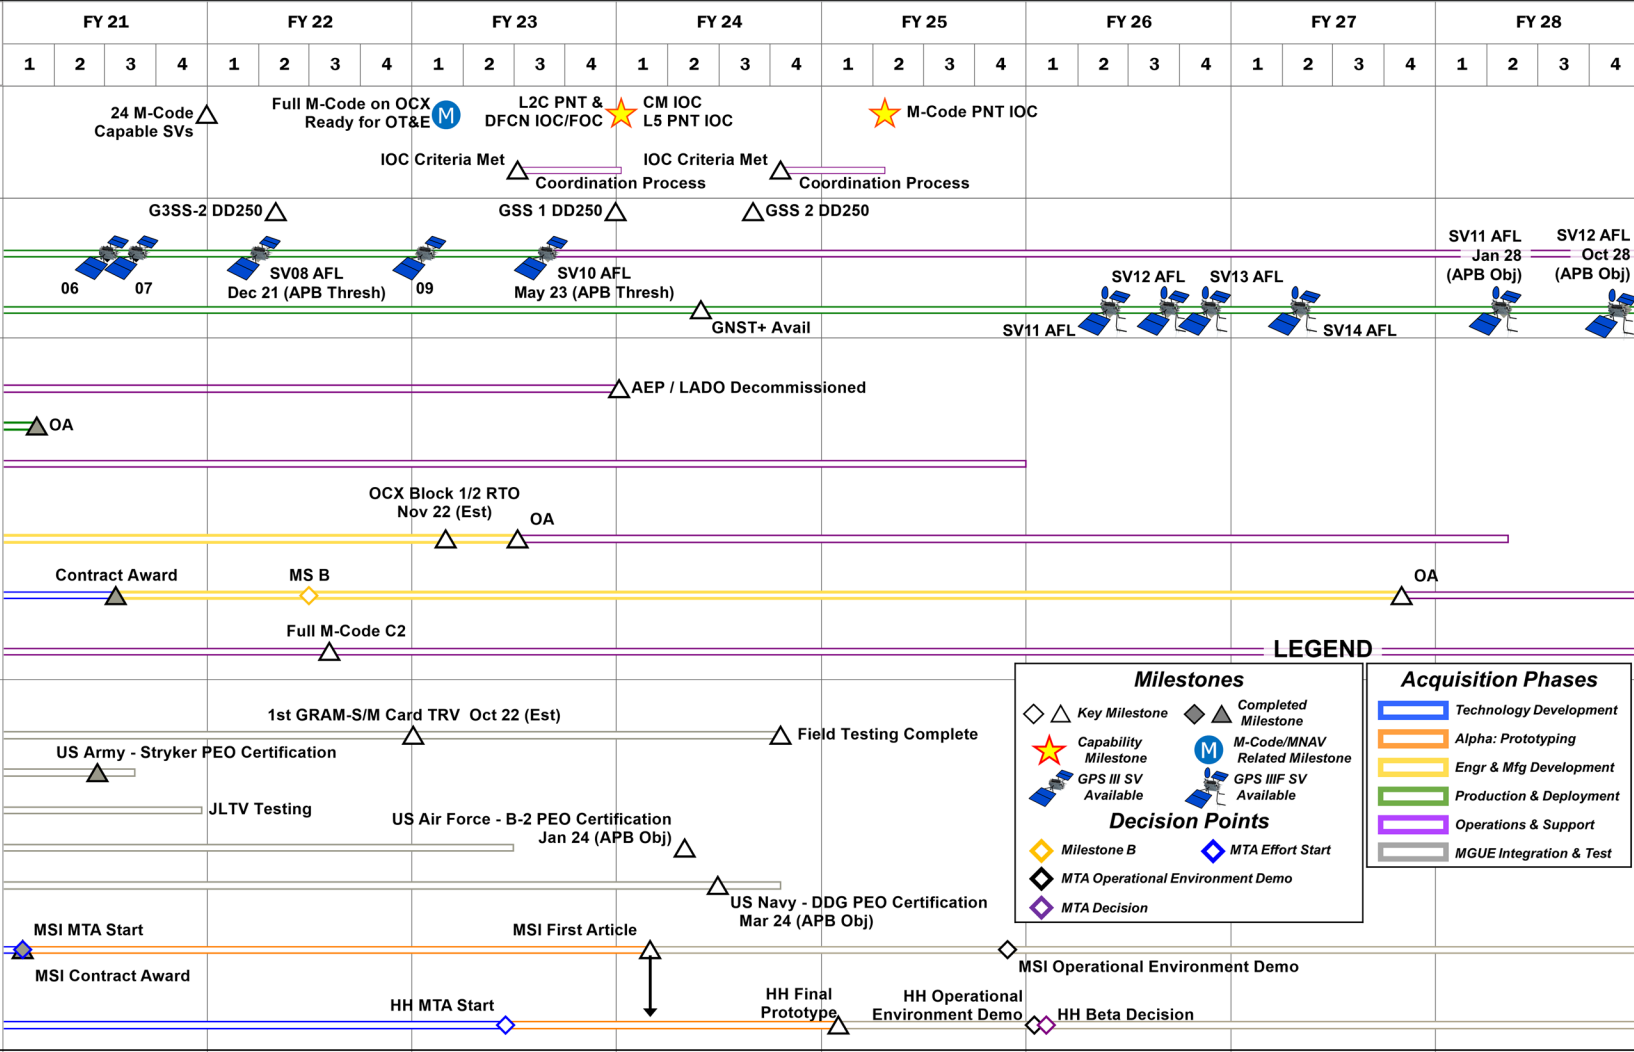 FY 21 FY 22 FY 23 FY 24 FY 25 FY 26 FY 27 FY 28
1 2 3 4 1 2 3 4 1 2 3 4 1 2 3 4 1 2 3 4 1 2 3 4 1 2 3 4 1 2 3 4
24 M-Code
Capable SVs
Full M-Code on OCX
Ready for OT&E
M
L2C PNT &
DFCN IOC/FOC
CM IOC
L5 PNT IOC
M-Code PNT IOC
IOC Criteria Met
Coordination Process
IOC Criteria Met
Coordination Process
G3SS-2 DD250
GSS 1 DD250
GSS 2 DD250
06
07
SV08 AFL
Dec 21 (APB Thresh)
09
SV10 AFL
May 23 (APB Thresh)
SV11 AFL
Jan 28
(APB Obj)
SV12 AFL
Oct 28
(APB Obj)
GNST+ Avail
SV11 AFL
SV12 AFL
SV13 AFL
SV14 AFL
AEP / LADO Decommissioned
OA
OCX Block 1/2 RTO
Nov 22 (Est)
OA
Contract Award
MS B
OA
Full M-Code C2
1st GRAM-S/M Card TRV Oct 22 (Est)
Field Testing Complete
US Army - Stryker PEO Certification
JLTV Testing
US Air Force - B-2 PEO Certification
Jan 24 (APB Obj)
US Navy - DDG PEO Certification
Mar 24 (APB Obj)
MSI MTA Start
MSI Contract Award
MSI First Article
MSI Operational Environment Demo
HH MTA Start
HH Final
Prototype
HH Operational
Environment Demo
HH Beta Decision
LEGEND
Milestones
Key Milestone
Completed
Milestone
Capability
Milestone
M
M-Code/MNAV
Related Milestone
GPS III SV
Available
GPS IIIF SV
Available
Decision Points
Milestone B
MTA Effort Start
MTA Operational Environment Demo
MTA Decision
Acquisition Phases
Technology Development
Alpha: Prototyping
Engr & Mfg Development
Production & Deployment
Operations & Support
MGUE Integration & Test